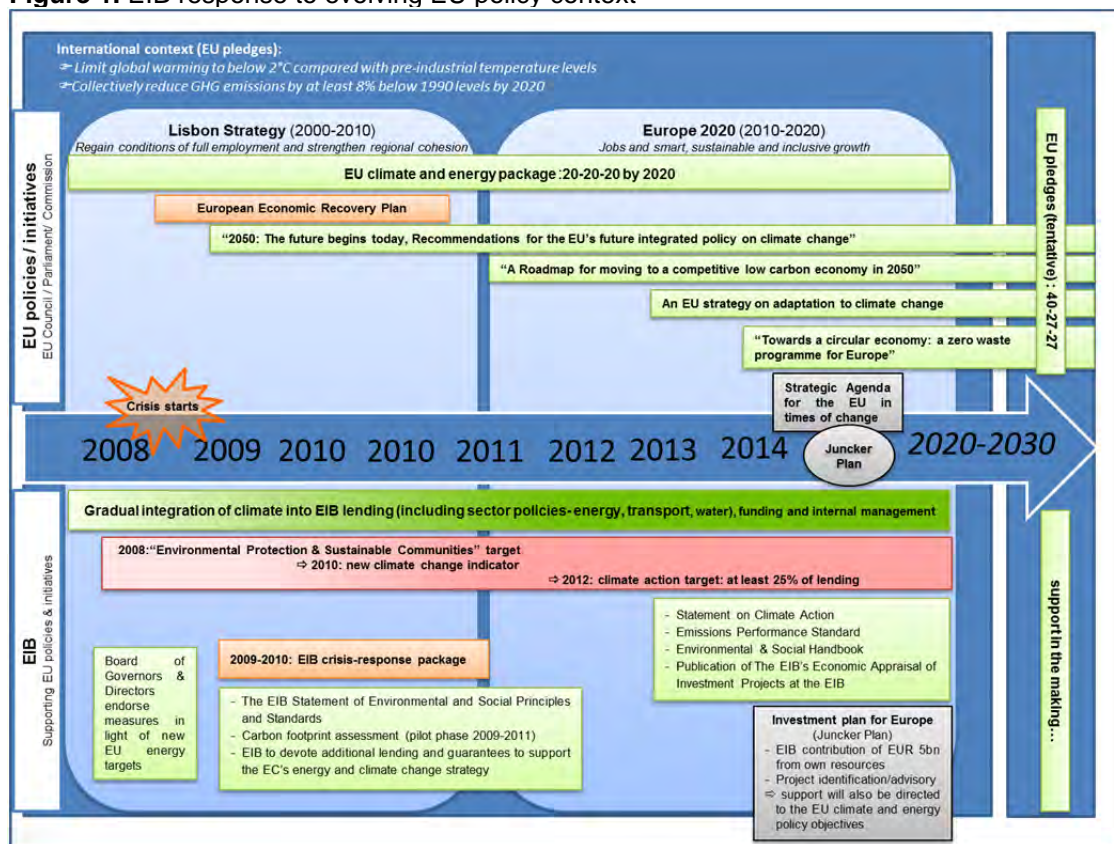 Figure 1: EIB response to evolving EU policy context
International context (EU pledges):
☞ Limit global warming to below 2°C compared with pre-industrial temperature levels
☞Collectively reduce GHG emissions by at least 8% below 1990 levels by 2020
EU policies / initiatives
EU Council / Parliament/ Commission
Lisbon Strategy (2000-2010)
Regain conditions of full employment and strengthen regional cohesion
Europe 2020 (2010-2020)
Jobs and smart, sustainable and inclusive growth
EU climate and energy package :20-20-20 by 2020
European Economic Recovery Plan
“2050: The future begins today, Recommendations for the EU’s future integrated policy on climate change”
“A Roadmap for moving to a competitive low carbon economy in 2050”
An EU strategy on adaptation to climate change
“Towards a circular economy: a zero waste
programme for Europe”
EU pledges (tentative) : 40-27-27
Strategic Agenda
for the EU in
times of change
Crisis starts
2008 2009 2010 2010 2011 2012 2013 2014
Juncker
Plan
2020-2030
EIB
Supporting EU policies & initiatives
Gradual integration of climate into EIB lending (including sector policies- energy, transport, water), funding and internal management
2008:“Environmental Protection & Sustainable Communities” target
⇨ 2010: new climate change indicator
⇨ 2012: climate action target: at least 25% of lending
Board of
Governors &
Directors
endorse
measures in
light of new
EU energy
targets
2009-2010: EIB crisis-response package
- The EIB Statement of Environmental and Social Principles
and Standards
- Carbon footprint assessment (pilot phase 2009-2011)
- EIB to devote additional lending and guarantees to support
the EC’s energy and climate change strategy
- Statement on Climate Action
- Emissions Performance Standard
- Environmental & Social Handbook
- Publication of The EIB’s Economic Appraisal of
Investment Projects at the EIB
Investment plan for Europe
(Juncker Plan)
- EIB contribution of EUR 5bn
from own resources
- Project identification/advisory
⇨ support will also be directed
to the EU climate and energy
policy objectives
support in the making…